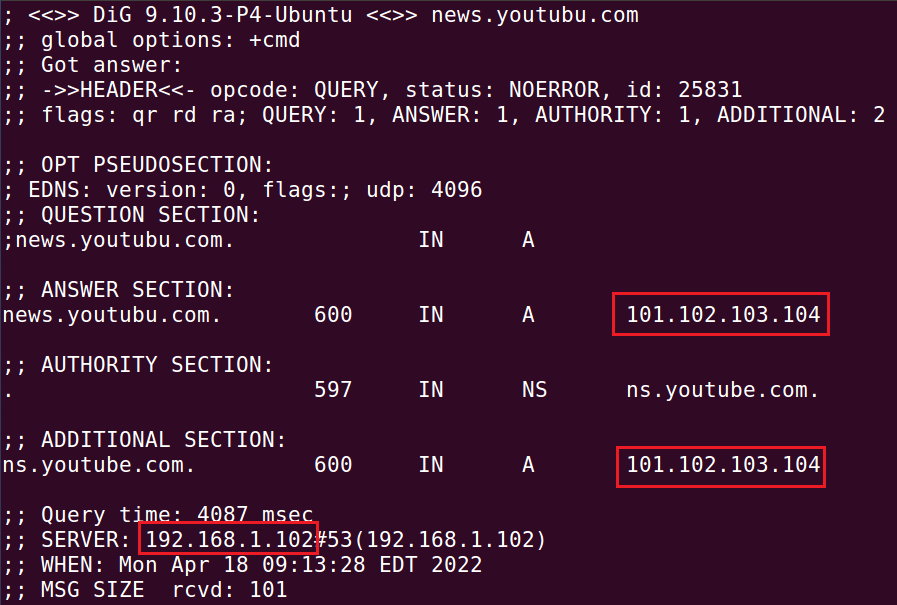 ; <<>> DiG 9.10.3-P4-Ubuntu <<>> news.youtubu.com
;; global options: +cmd
;; Got answer:
;; ->>HEADER<<- opcode: QUERY, status: NOERROR, id: 25831
;; flags: qr rd ra; QUERY: 1, ANSWER: 1, AUTHORITY: 1, ADDITIONAL: 2
;; OPT PSEUDOSECTION:
; EDNS: version: 0, flags:; udp: 4096
;; QUESTION SECTION:
;news.youtubu.com. IN A
;; ANSWER SECTION:
news.youtubu.com. 600 IN A 101.102.103.104
;; AUTHORITY SECTION:
. 597 IN NS ns.youtube.com.
;; ADDITIONAL SECTION:
ns.youtube.com. 600 IN A 101.102.103.104
;; Query time: 4087 msec
;; SERVER: 192.168.1.102#53(192.168.1.102)
;; WHEN: Mon Apr 18 09:13:28 EDT 2022
;; MSG SIZE rcvd: 101